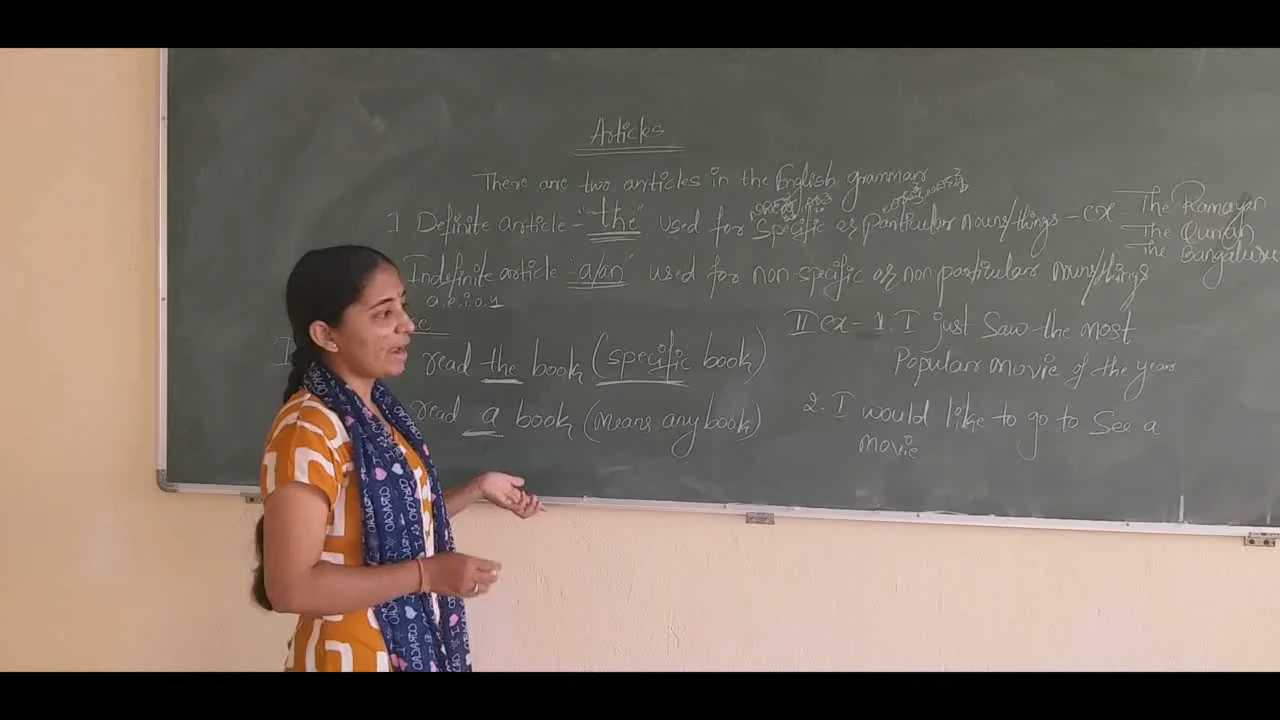 Articles
There are two articles in the English grammar
1 Definite article - "the" used for specific or particular nouns/things - ex - The Ramayan
The Qurran
The Bangalure
Indefinite article - "a/an" used for non-specific or non particular nouns/things
a, e, i, o, u
read the book (specific book)
read a book (Means any book)
II ex - 1. I just Saw the most
Popular movie of the year
2. I would like to go to See a
movie